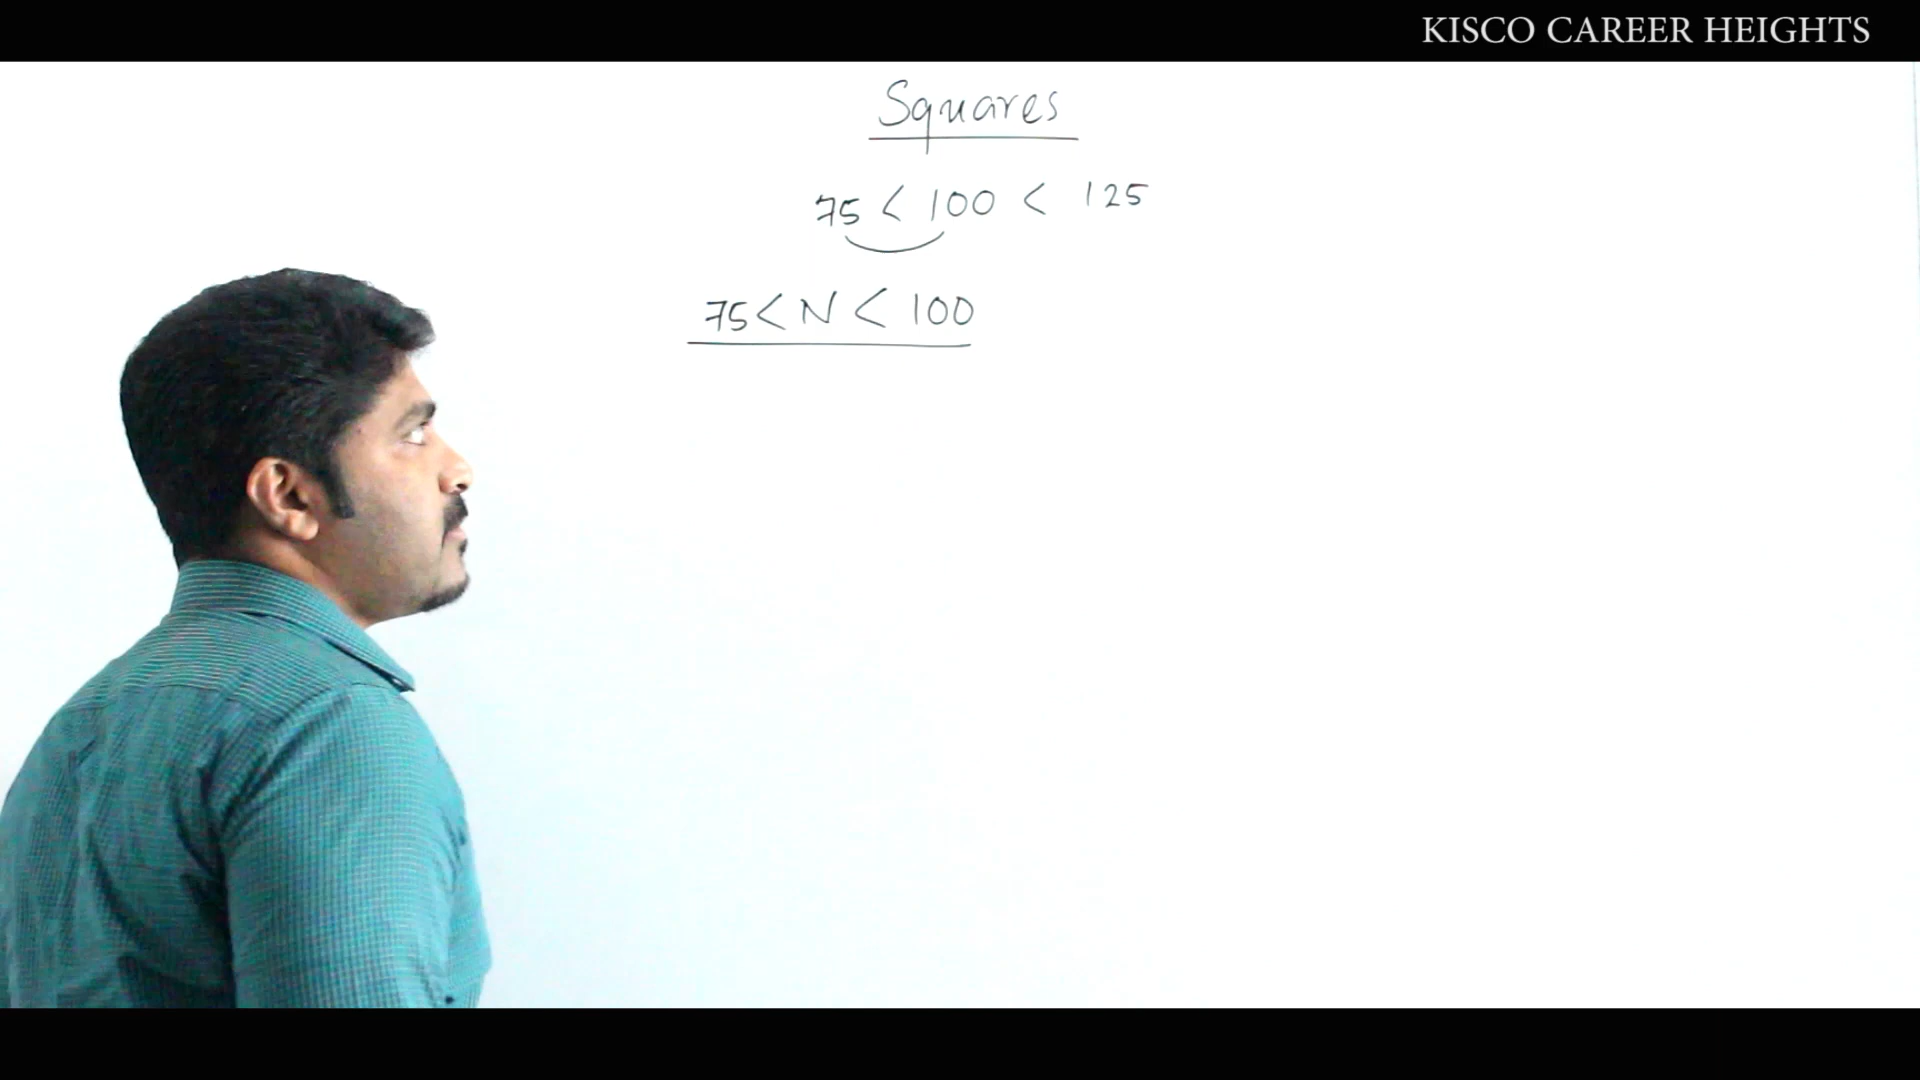 KISCO CAREER HEIGHTS
Squares
75 < 100 < 125
75 < N < 100